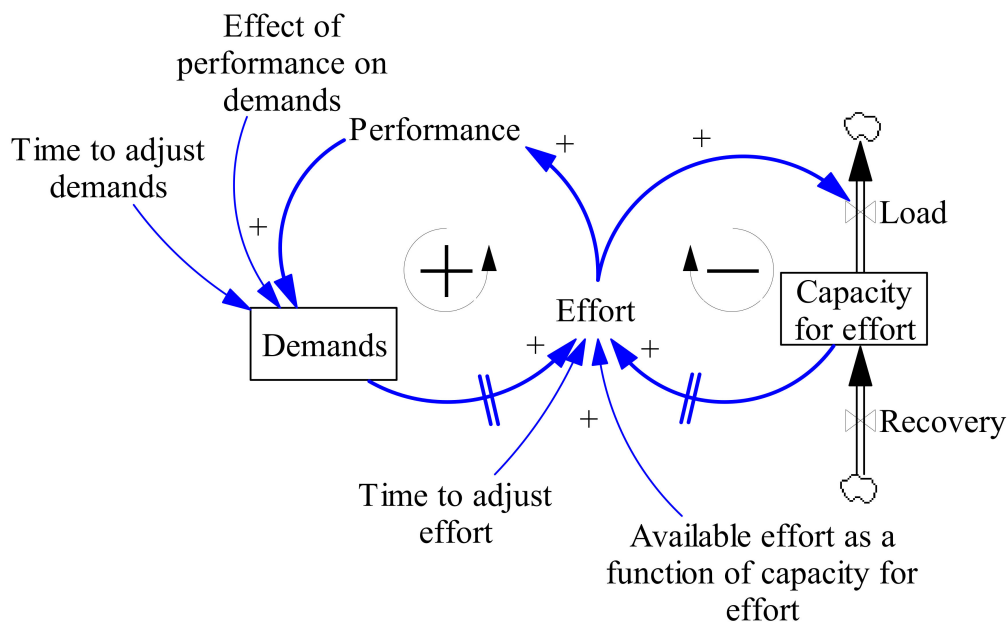 Effect of
performance on
demands
Time to adjust
demands
+
Performance
+
+
Load
+
−
Capacity
for effort
Effort
Demands
+
+
Recovery
+
Time to adjust
effort
Available effort as a
function of capacity for
effort